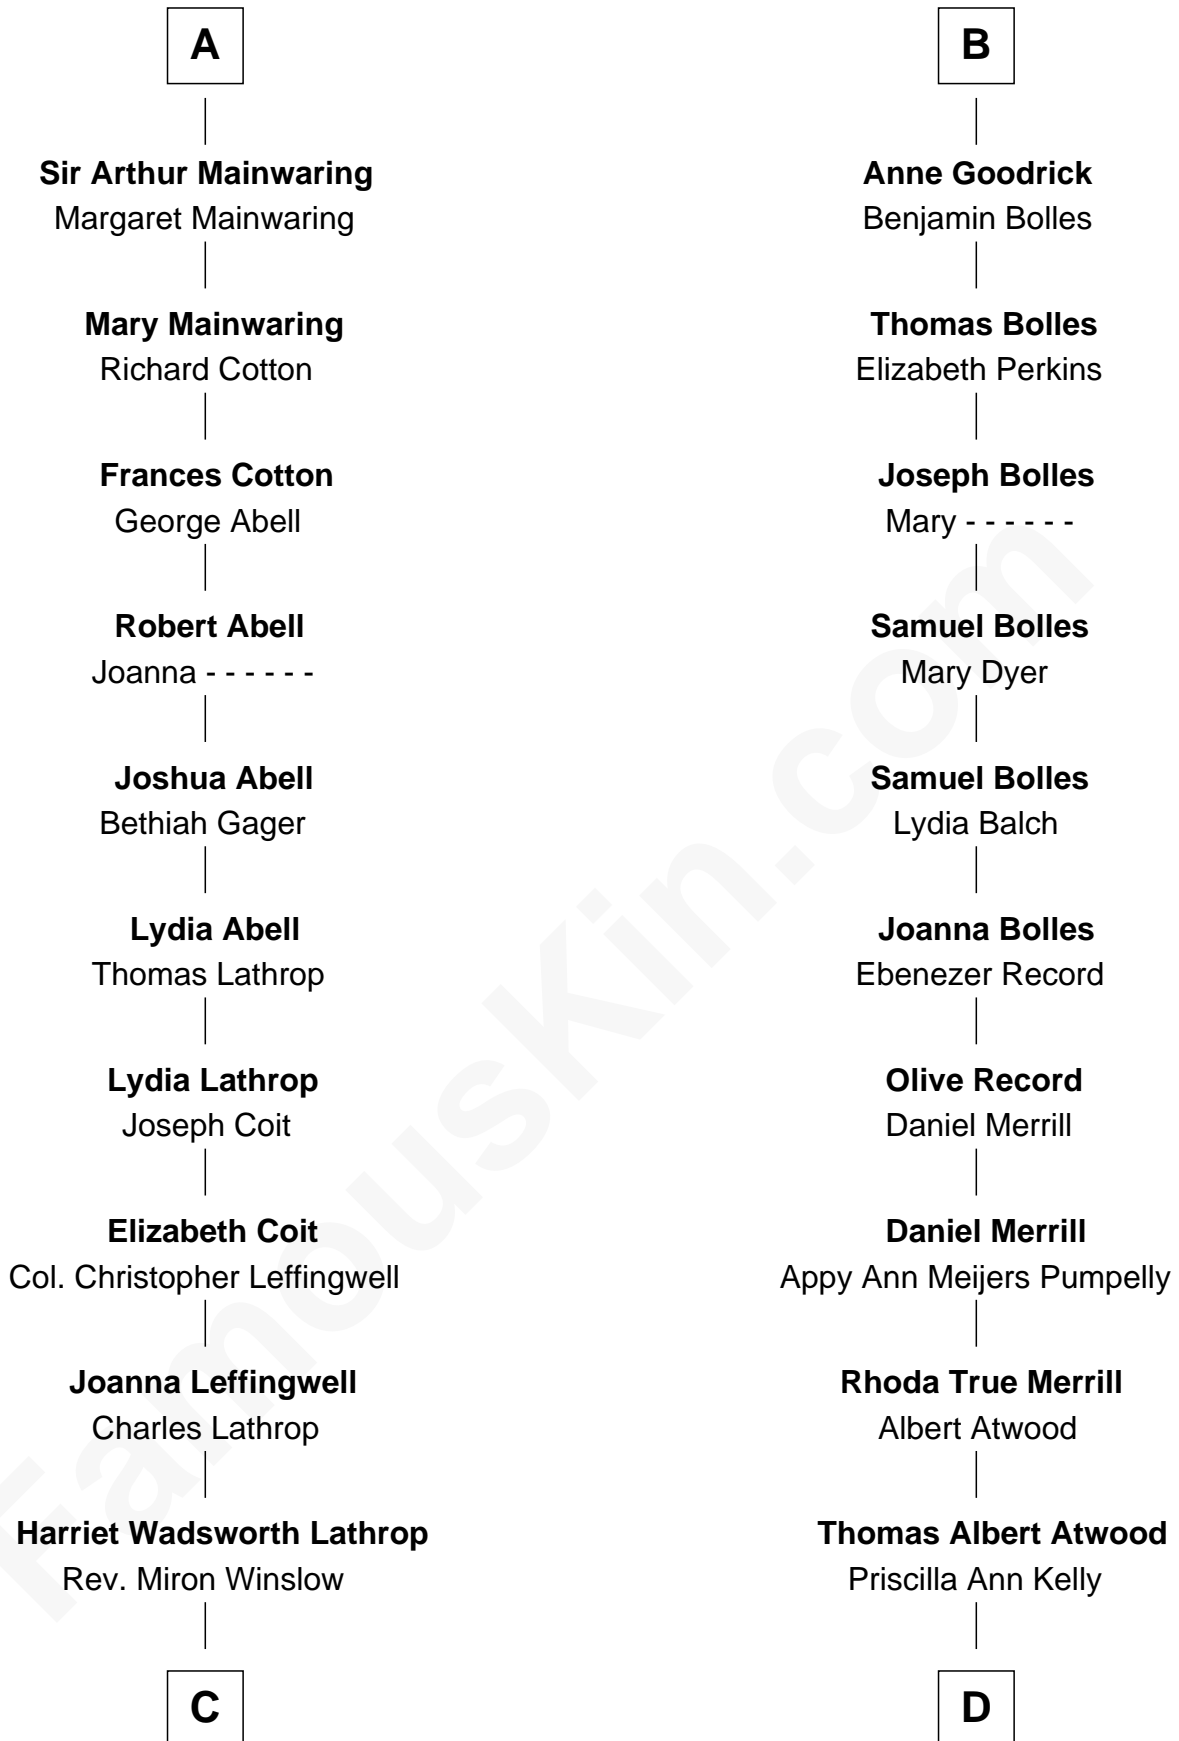 A
Sir Arthur Mainwaring
Margaret Mainwaring
Mary Mainwaring
Richard Cotton
Frances Cotton
George Abell
Robert Abell
Joanna - - - - - -
Joshua Abell
Bethiah Gager
Lydia Abell
Thomas Lathrop
Lydia Lathrop
Joseph Coit
Elizabeth Coit
Col. Christopher Leffingwell
Joanna Leffingwell
Charles Lathrop
Harriet Wadsworth Lathrop
Rev. Miron Winslow
C
B
Anne Goodrick
Benjamin Bolles
Thomas Bolles
Elizabeth Perkins
Joseph Bolles
Mary - - - - - -
Samuel Bolles
Mary Dyer
Samuel Bolles
Lydia Balch
Joanna Bolles
Ebenezer Record
Olive Record
Daniel Merrill
Daniel Merrill
Appy Ann Meijers Pumpelly
Rhoda True Merrill
Albert Atwood
Thomas Albert Atwood
Priscilla Ann Kelly
D
FamousKin.com